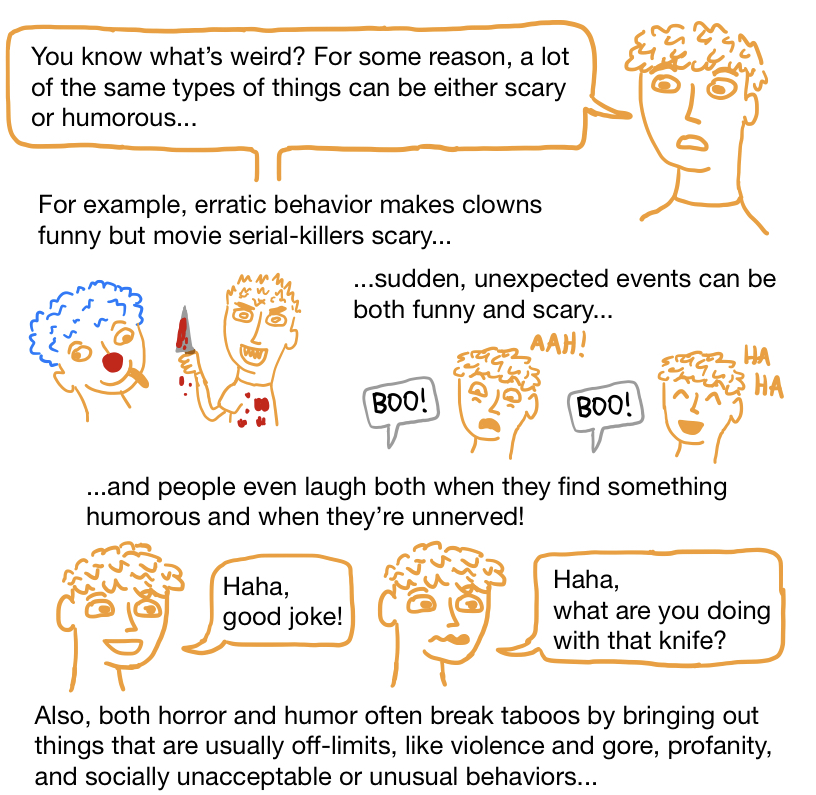 You know what’s weird? For some reason, a lot
of the same types of things can be either scary
or humorous...
For example, erratic behavior makes clowns
funny but movie serial-killers scary...
...sudden, unexpected events can be
both funny and scary...
AAH!
BOO!
HA
HA
BOO!
...and people even laugh both when they find something
humorous and when they’re unnerved!
Haha,
good joke!
Haha,
what are you doing
with that knife?
Also, both horror and humor often break taboos by bringing out
things that are usually off-limits, like violence and gore, profanity,
and socially unacceptable or unusual behaviors...